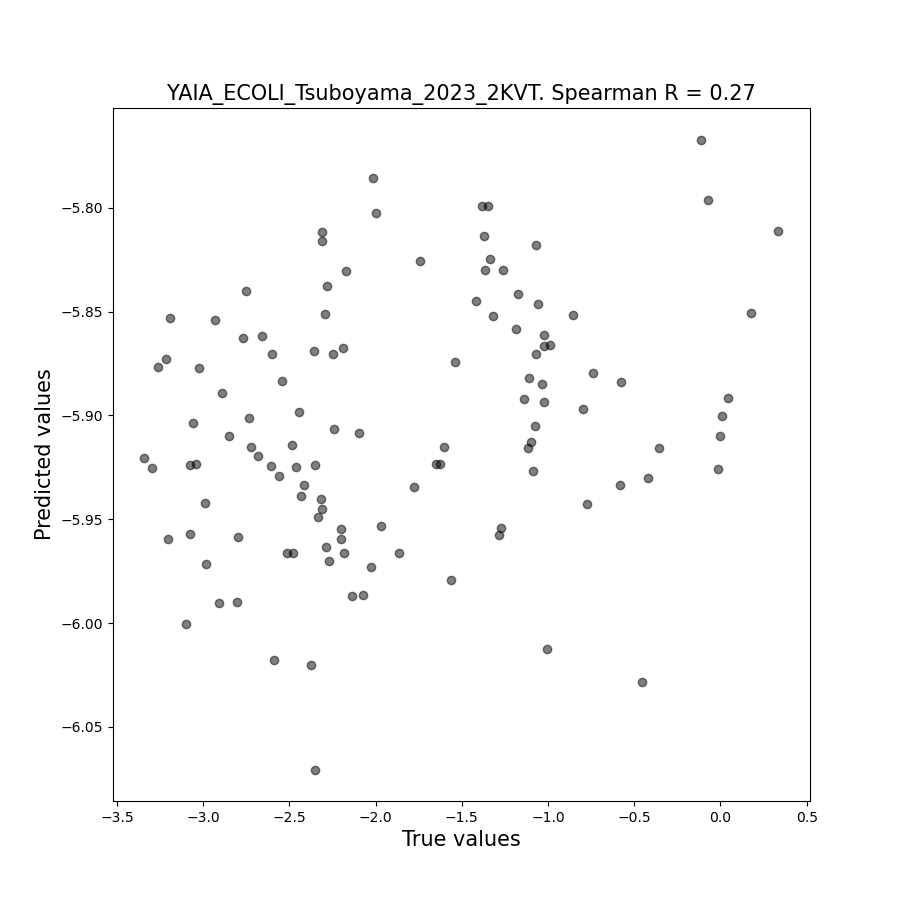 YAIA_ECOLI_Tsuboyama_2023_2KVT. Spearman R = 0.27
−5.80
−5.85
−5.90
−5.95
−6.00
−6.05
Predicted values
−3.5 −3.0 −2.5 −2.0 −1.5 −1.0 −0.5 0.0 0.5
True values